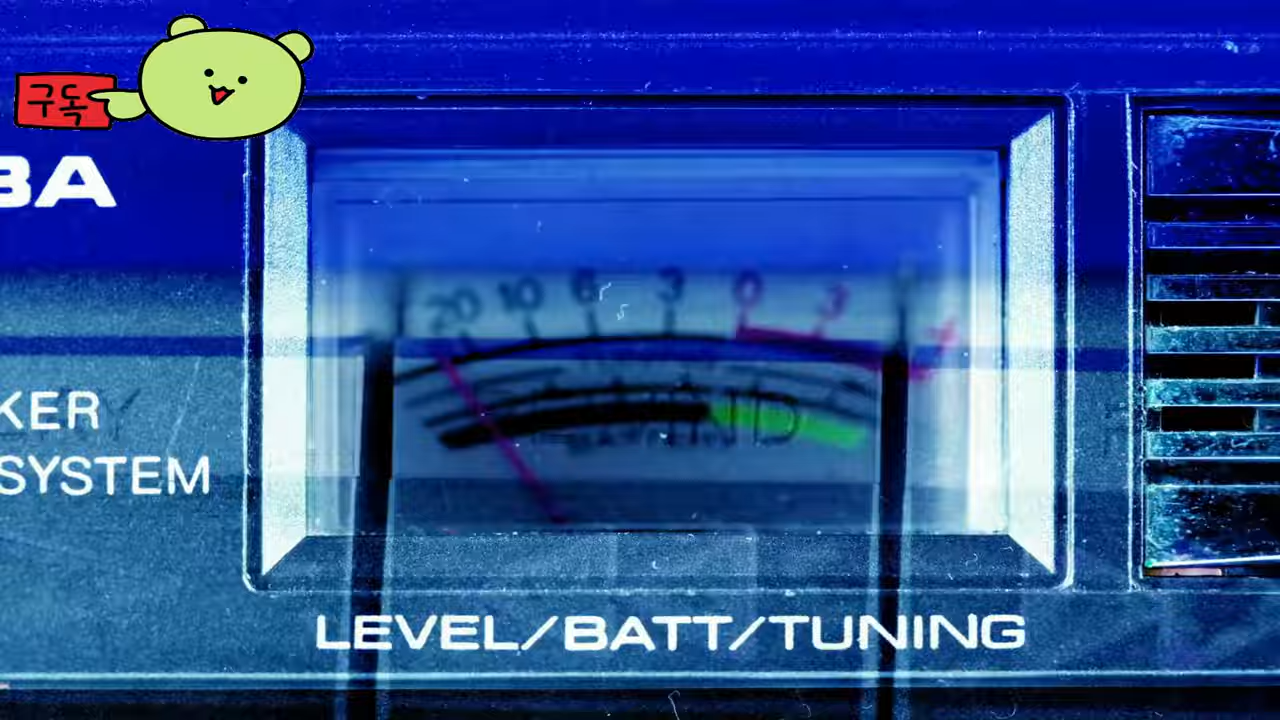 구독
BA
20 10 6 3 0 3
KER
SYSTEM
LEVEL/BATT/TUNING